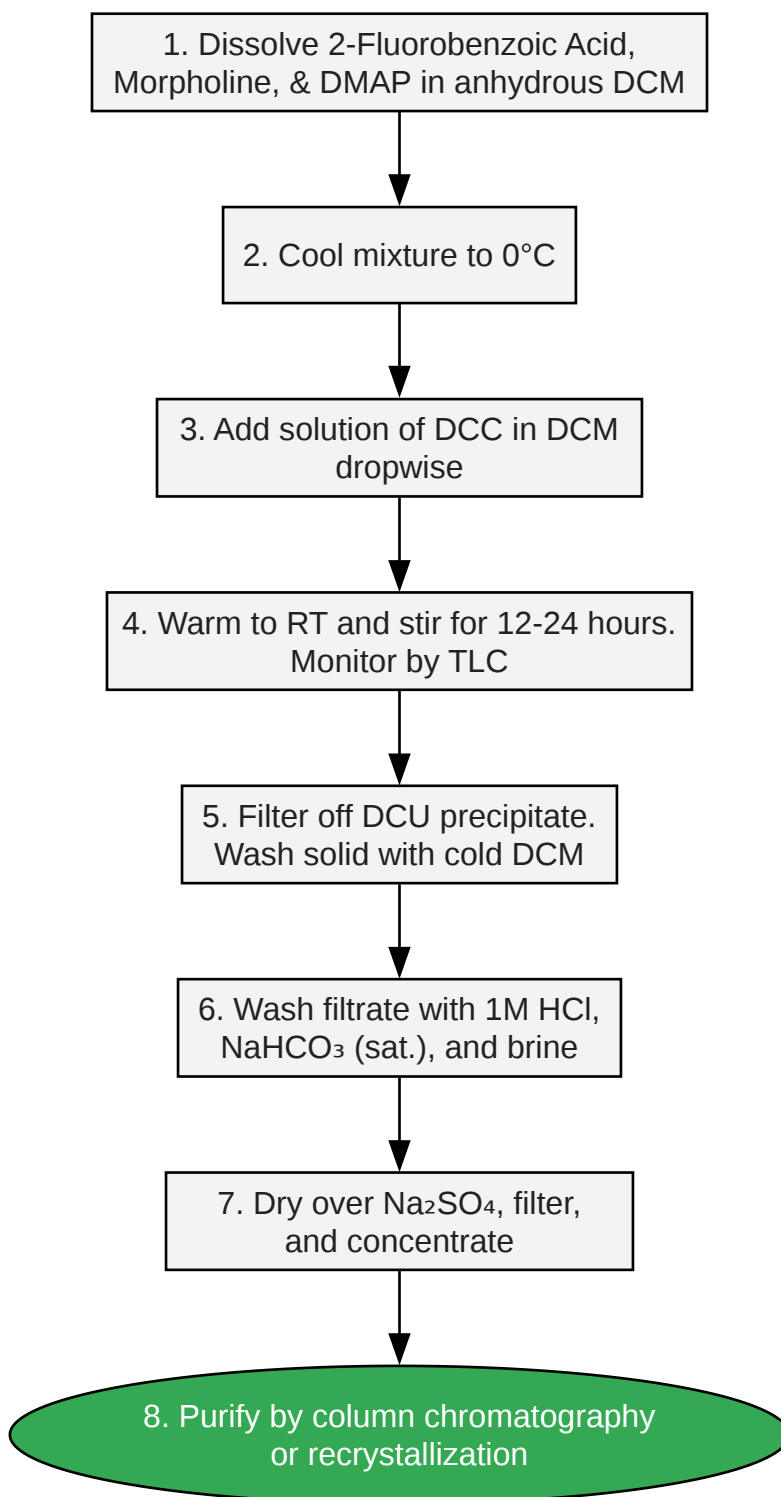 1. Dissolve 2-Fluorobenzoic Acid,
Morpholine, & DMAP in anhydrous DCM
2. Cool mixture to 0°C
3. Add solution of DCC in DCM
dropwise
4. Warm to RT and stir for 12-24 hours.
Monitor by TLC
5. Filter off DCU precipitate.
Wash solid with cold DCM
6. Wash filtrate with 1M HCl,
NaHCO₃ (sat.), and brine
7. Dry over Na₂SO₄, filter,
and concentrate
8. Purify by column chromatography
or recrystallization